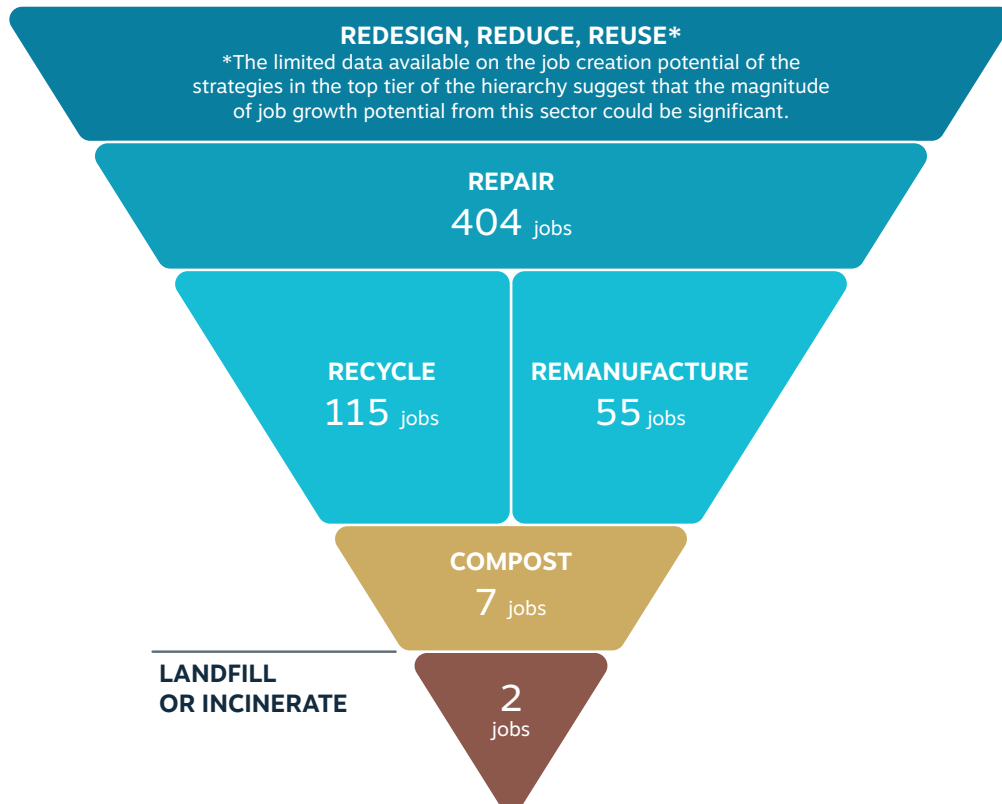 REDESIGN, REDUCE, REUSE*
*The limited data available on the job creation potential of the
strategies in the top tier of the hierarchy suggest that the magnitude
of job growth potential from this sector could be significant.
REPAIR
404 jobs
RECYCLE
115 jobs
REMANUFACTURE
55 jobs
COMPOST
7 jobs
LANDFILL
OR INCINERATE
2
jobs